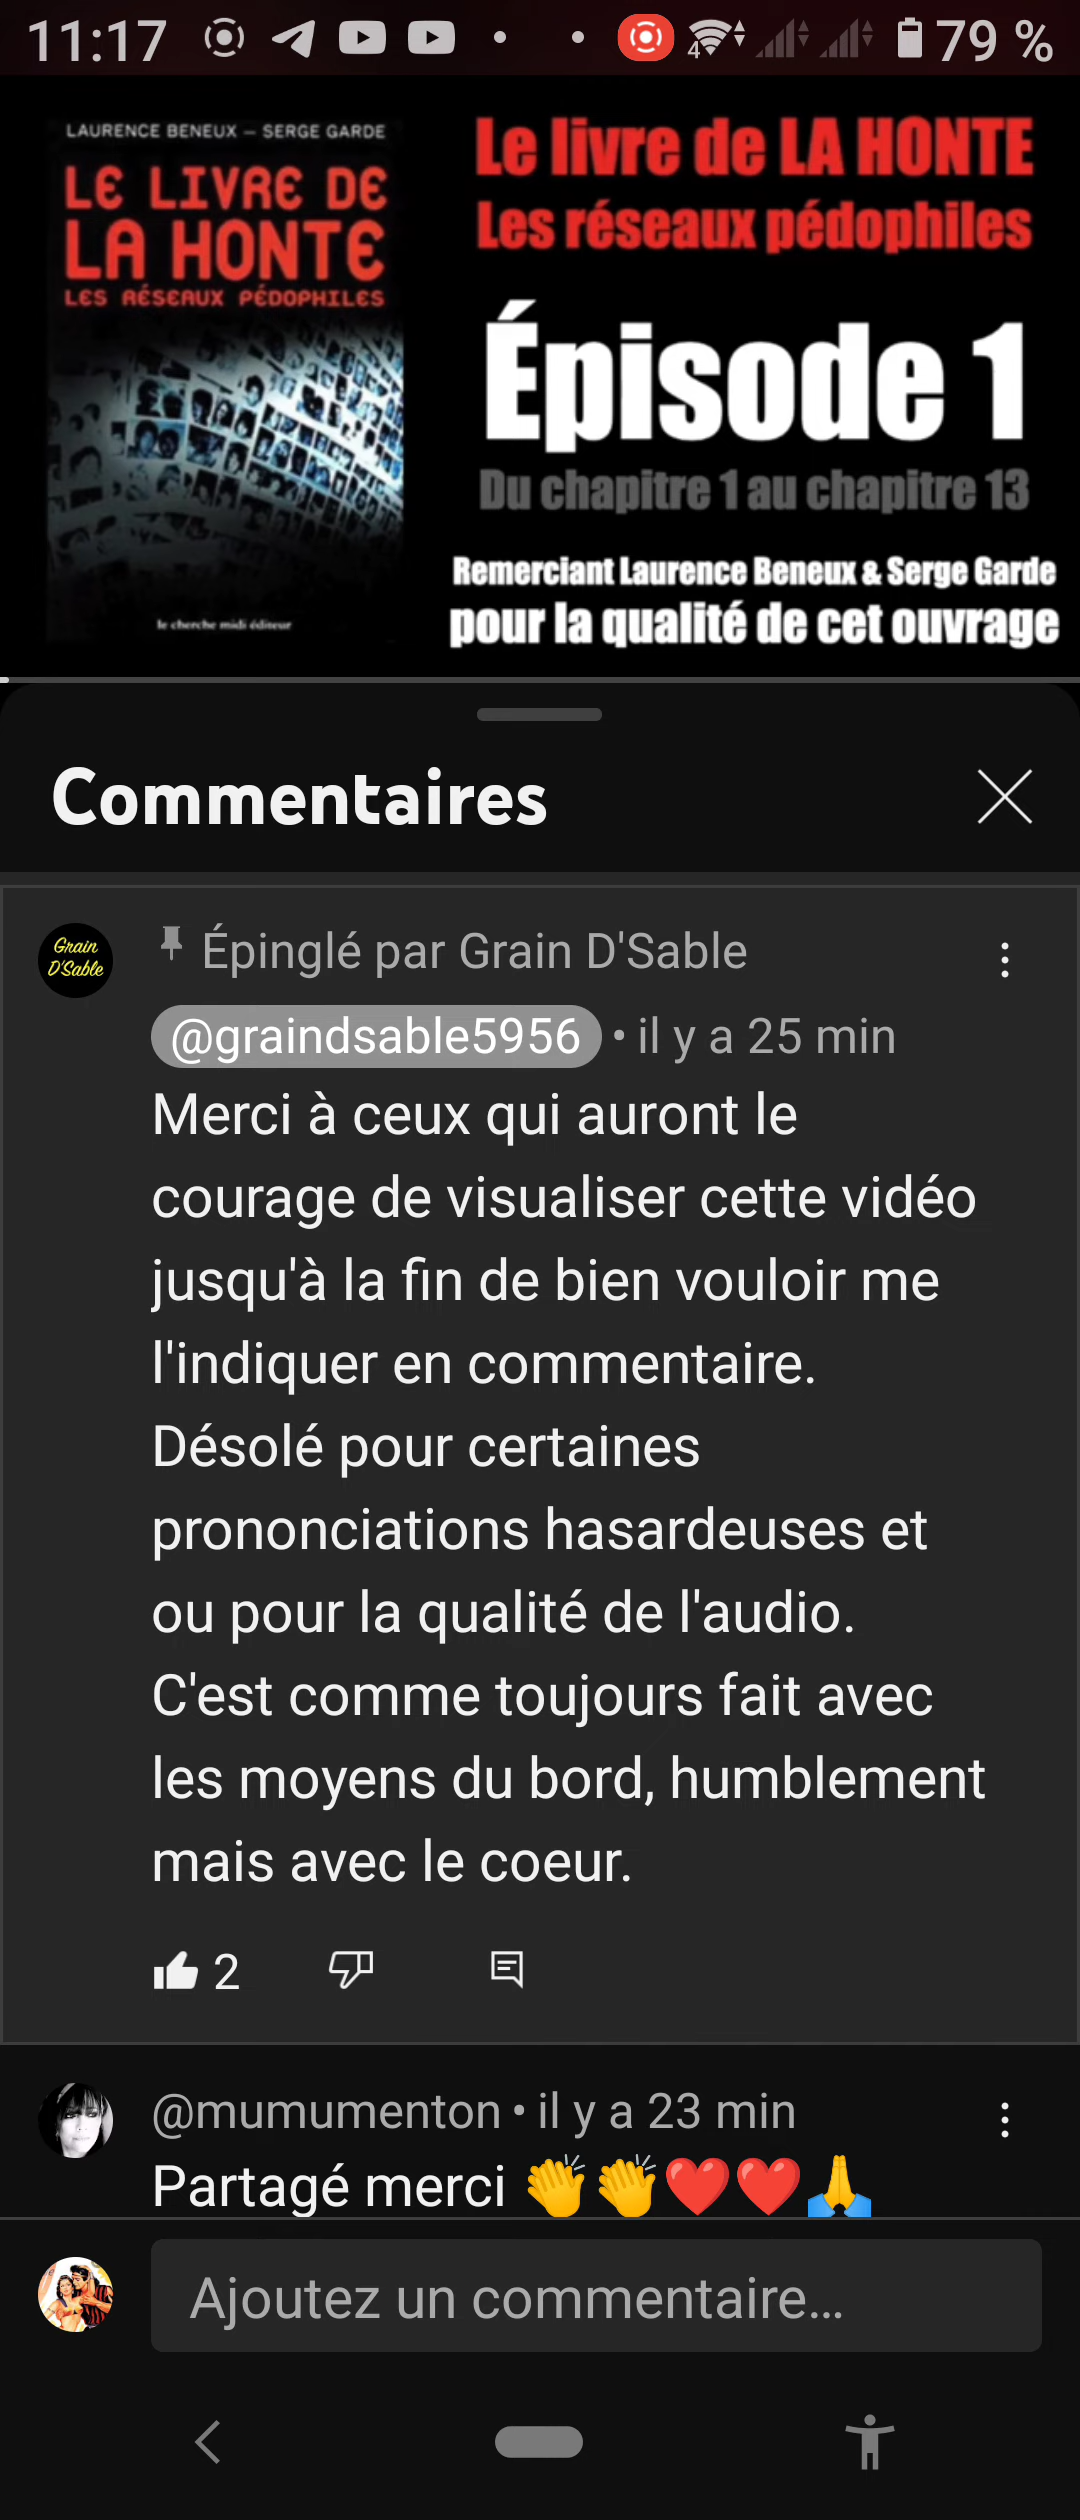 11:17
4
79 %
LAURENCE BENEUX – SERGE GARDE
LE LIVRE DE
LA HONTE
LES RÉSEAUX PÉDOPHILES
le cherche midi éditeur
Le livre de LA HONTE
Les réseaux pédophiles
Épisode 1
Du chapitre 1 au chapitre 13
Remerciant Laurence Beneux & Serge Garde
pour la qualité de cet ouvrage
Commentaires
Grain
D'Sable
Épinglé par Grain D'Sable
@graindsable5956 • il y a 25 min
Merci à ceux qui auront le
courage de visualiser cette vidéo
jusqu'à la fin de bien vouloir me
l'indiquer en commentaire.
Désolé pour certaines
prononciations hasardeuses et
ou pour la qualité de l'audio.
C'est comme toujours fait avec
les moyens du bord, humblement
mais avec le coeur.
2
@mumumenton • il y a 23 min
Partagé merci 👏👏❤️❤️🙏
Ajoutez un commentaire...